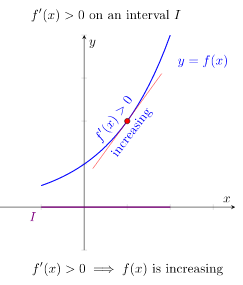 f′(x) > 0 on an interval I
y
y = f(x)
f′(x) > 0
increasing
x
I
f′(x) > 0 ⟹ f(x) is increasing